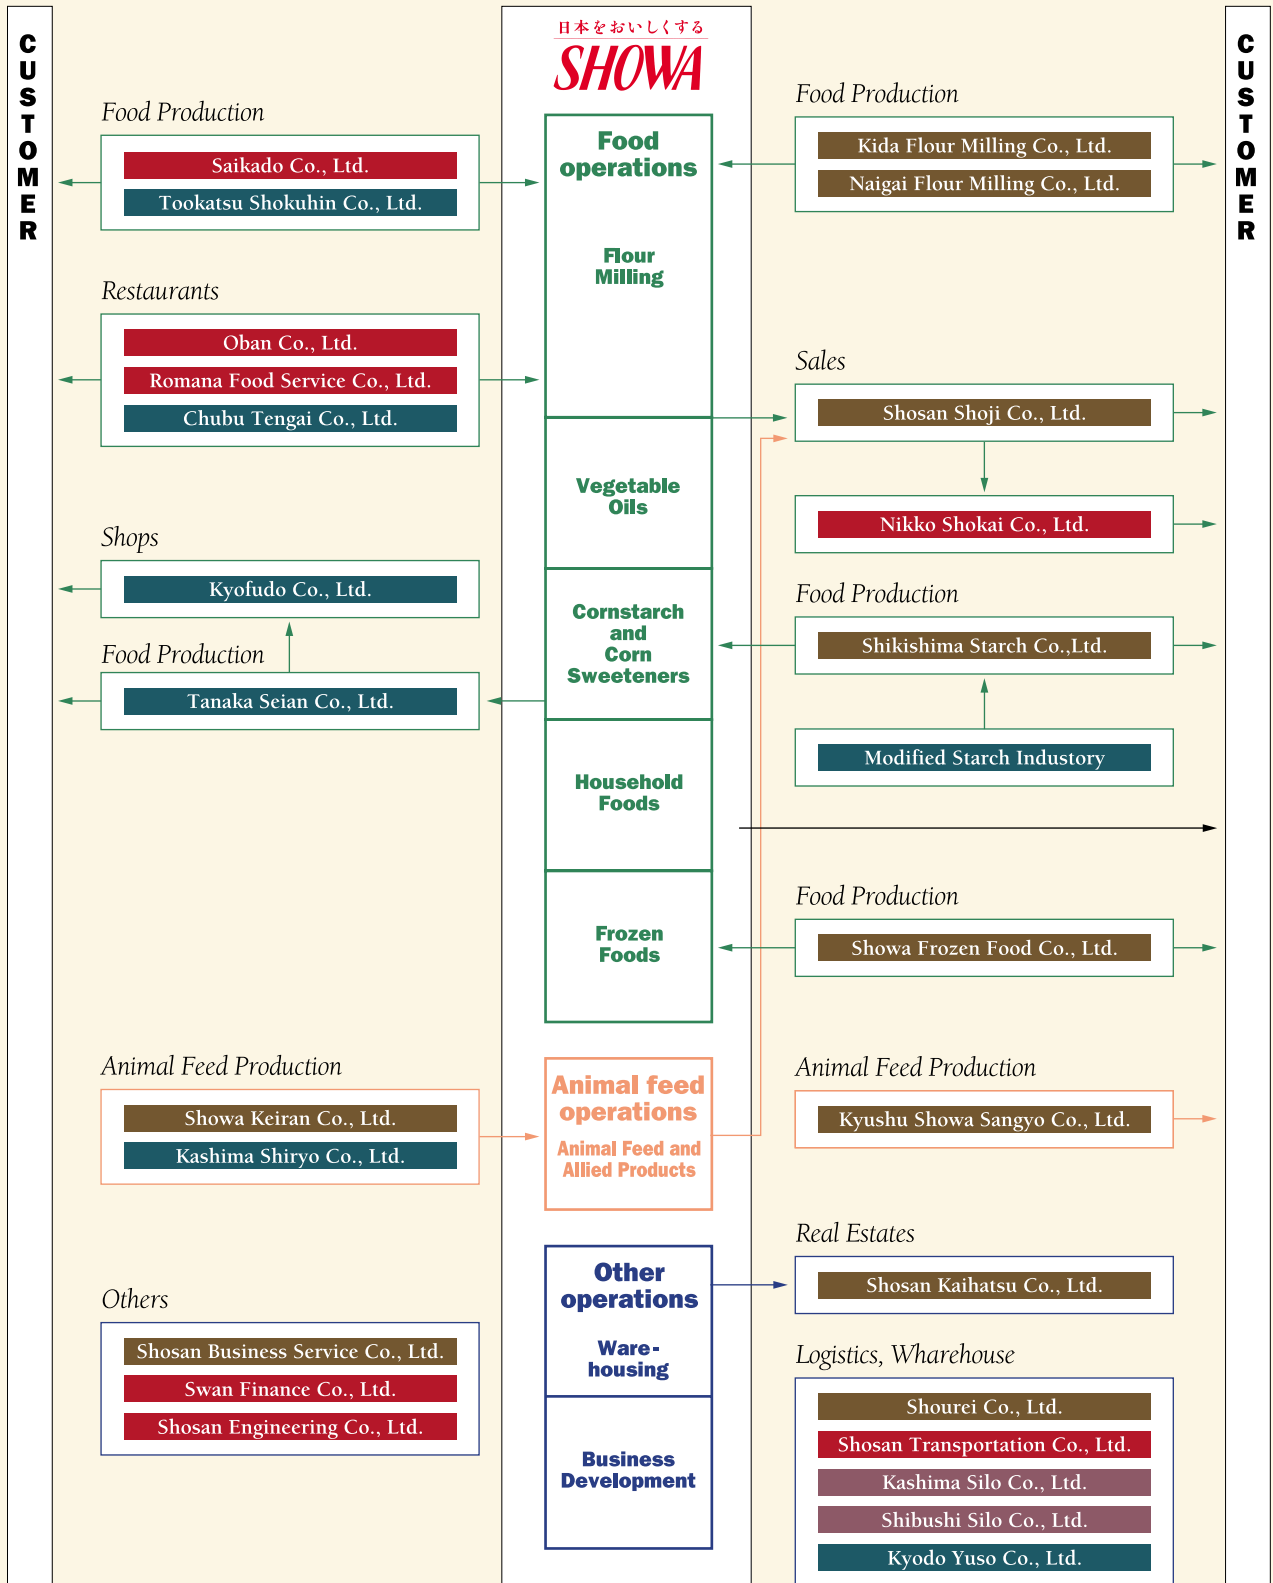 CUSTOMER
日本をおいしくする
SHOWA
CUSTOMER
Food Production
Saikado Co., Ltd.
Tookatsu Shokuhin Co., Ltd.
Restaurants
Oban Co., Ltd.
Romana Food Service Co., Ltd.
Chubu Tengai Co., Ltd.
Shops
Kyofudo Co., Ltd.
Food Production
Tanaka Seian Co., Ltd.
Animal Feed Production
Showa Keiran Co., Ltd.
Kashima Shiryo Co., Ltd.
Others
Shosan Business Service Co., Ltd.
Swan Finance Co., Ltd.
Shosan Engineering Co., Ltd.
Food
operations
Flour
Milling
Vegetable
Oils
Cornstarch
and
Corn
Sweeteners
Household
Foods
Frozen
Foods
Animal feed
operations
Animal Feed and
Allied Products
Other
operations
Ware-
housing
Business
Development
Food Production
Kida Flour Milling Co., Ltd.
Naigai Flour Milling Co., Ltd.
Sales
Shosan Shoji Co., Ltd.
Nikko Shokai Co., Ltd.
Food Production
Shikishima Starch Co.,Ltd.
Modified Starch Industory
Food Production
Showa Frozen Food Co., Ltd.
Animal Feed Production
Kyushu Showa Sangyo Co., Ltd.
Real Estates
Shosan Kaihatsu Co., Ltd.
Logistics, Wharehouse
Shourei Co., Ltd.
Shosan Transportation Co., Ltd.
Kashima Silo Co., Ltd.
Shibushi Silo Co., Ltd.
Kyodo Yuso Co., Ltd.